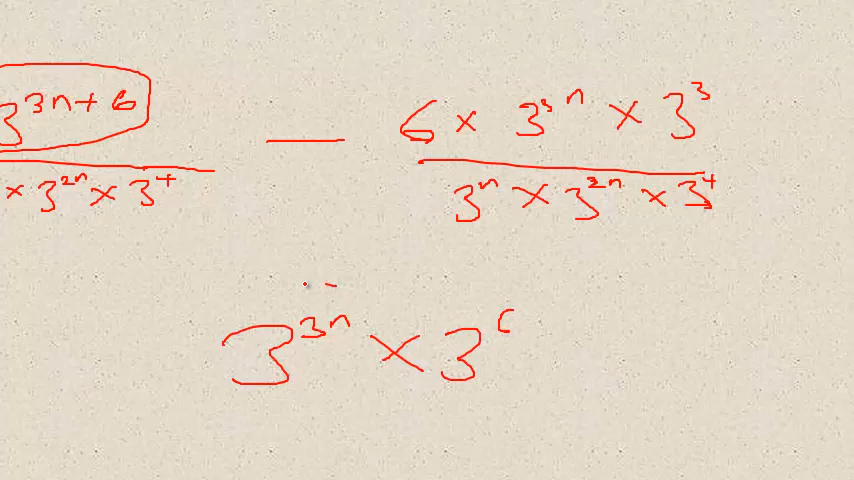 3^{3n+6} — 6 × 3^{3n} × 3^3
× 3^{2n} × 3^4    3^n × 3^{2n} × 3^4
3^{3n} × 3^6